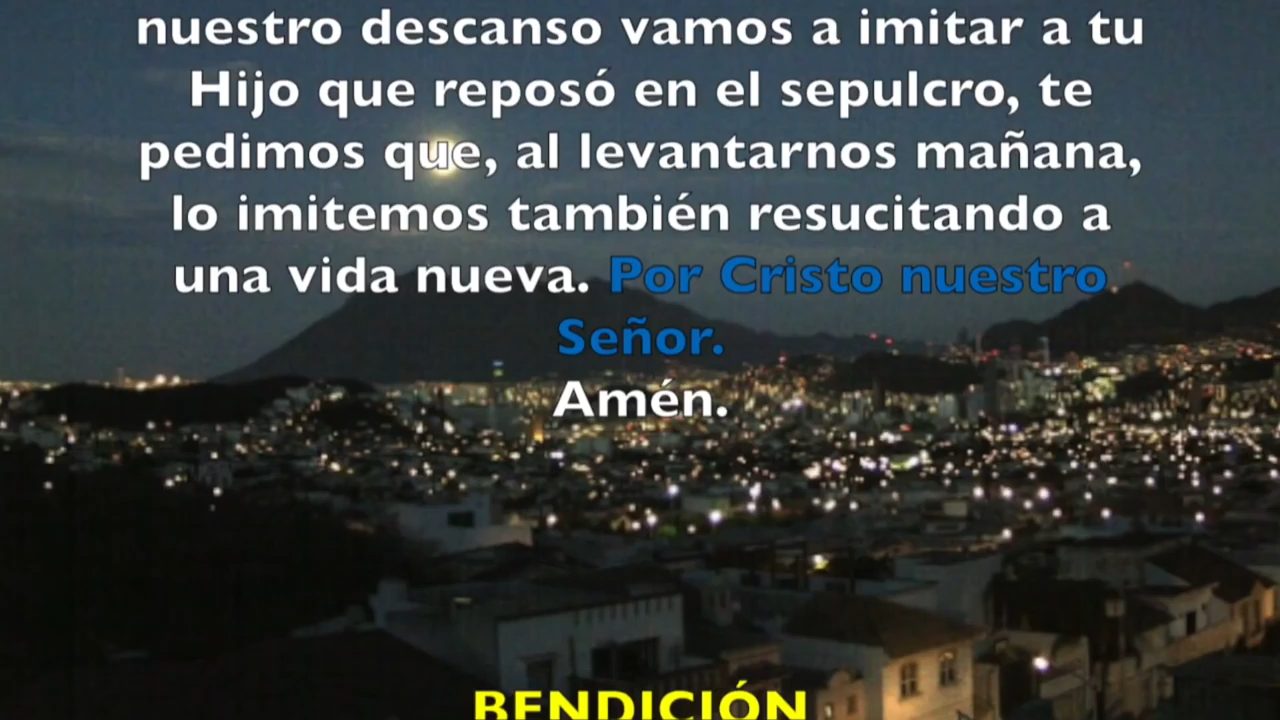 nuestro descanso vamos a imitar a tu
Hijo que reposó en el sepulcro, te
pedimos que, al levantarnos mañana,
lo imitemos también resucitando a
una vida nueva. Por Cristo nuestro
Señor.
Amén.
BENDICIÓN